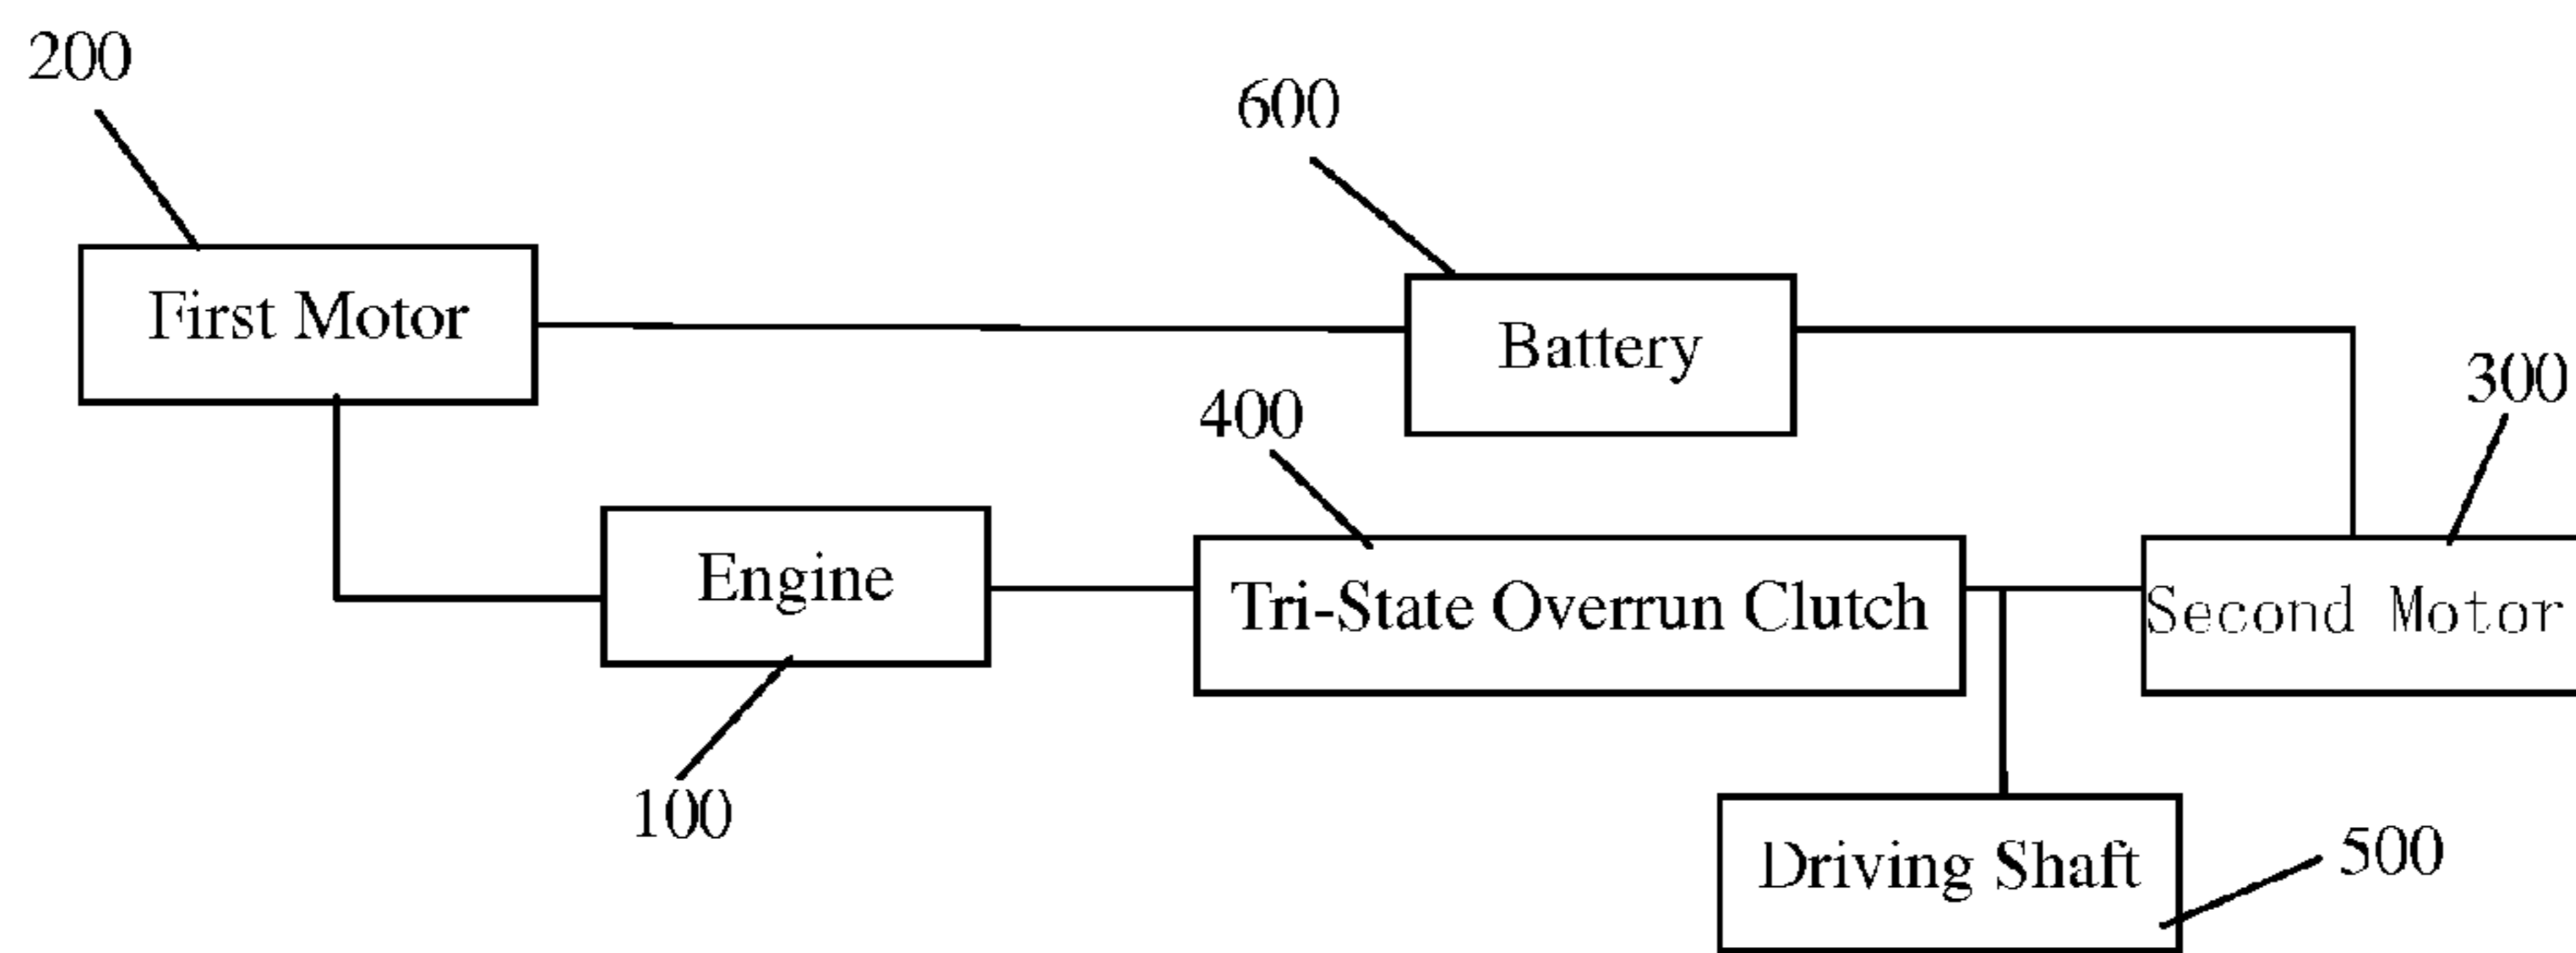 200
600
First Motor
Battery
300
400
Engine
Tri-State Overrun Clutch
Second Motor
100
Driving Shaft
500